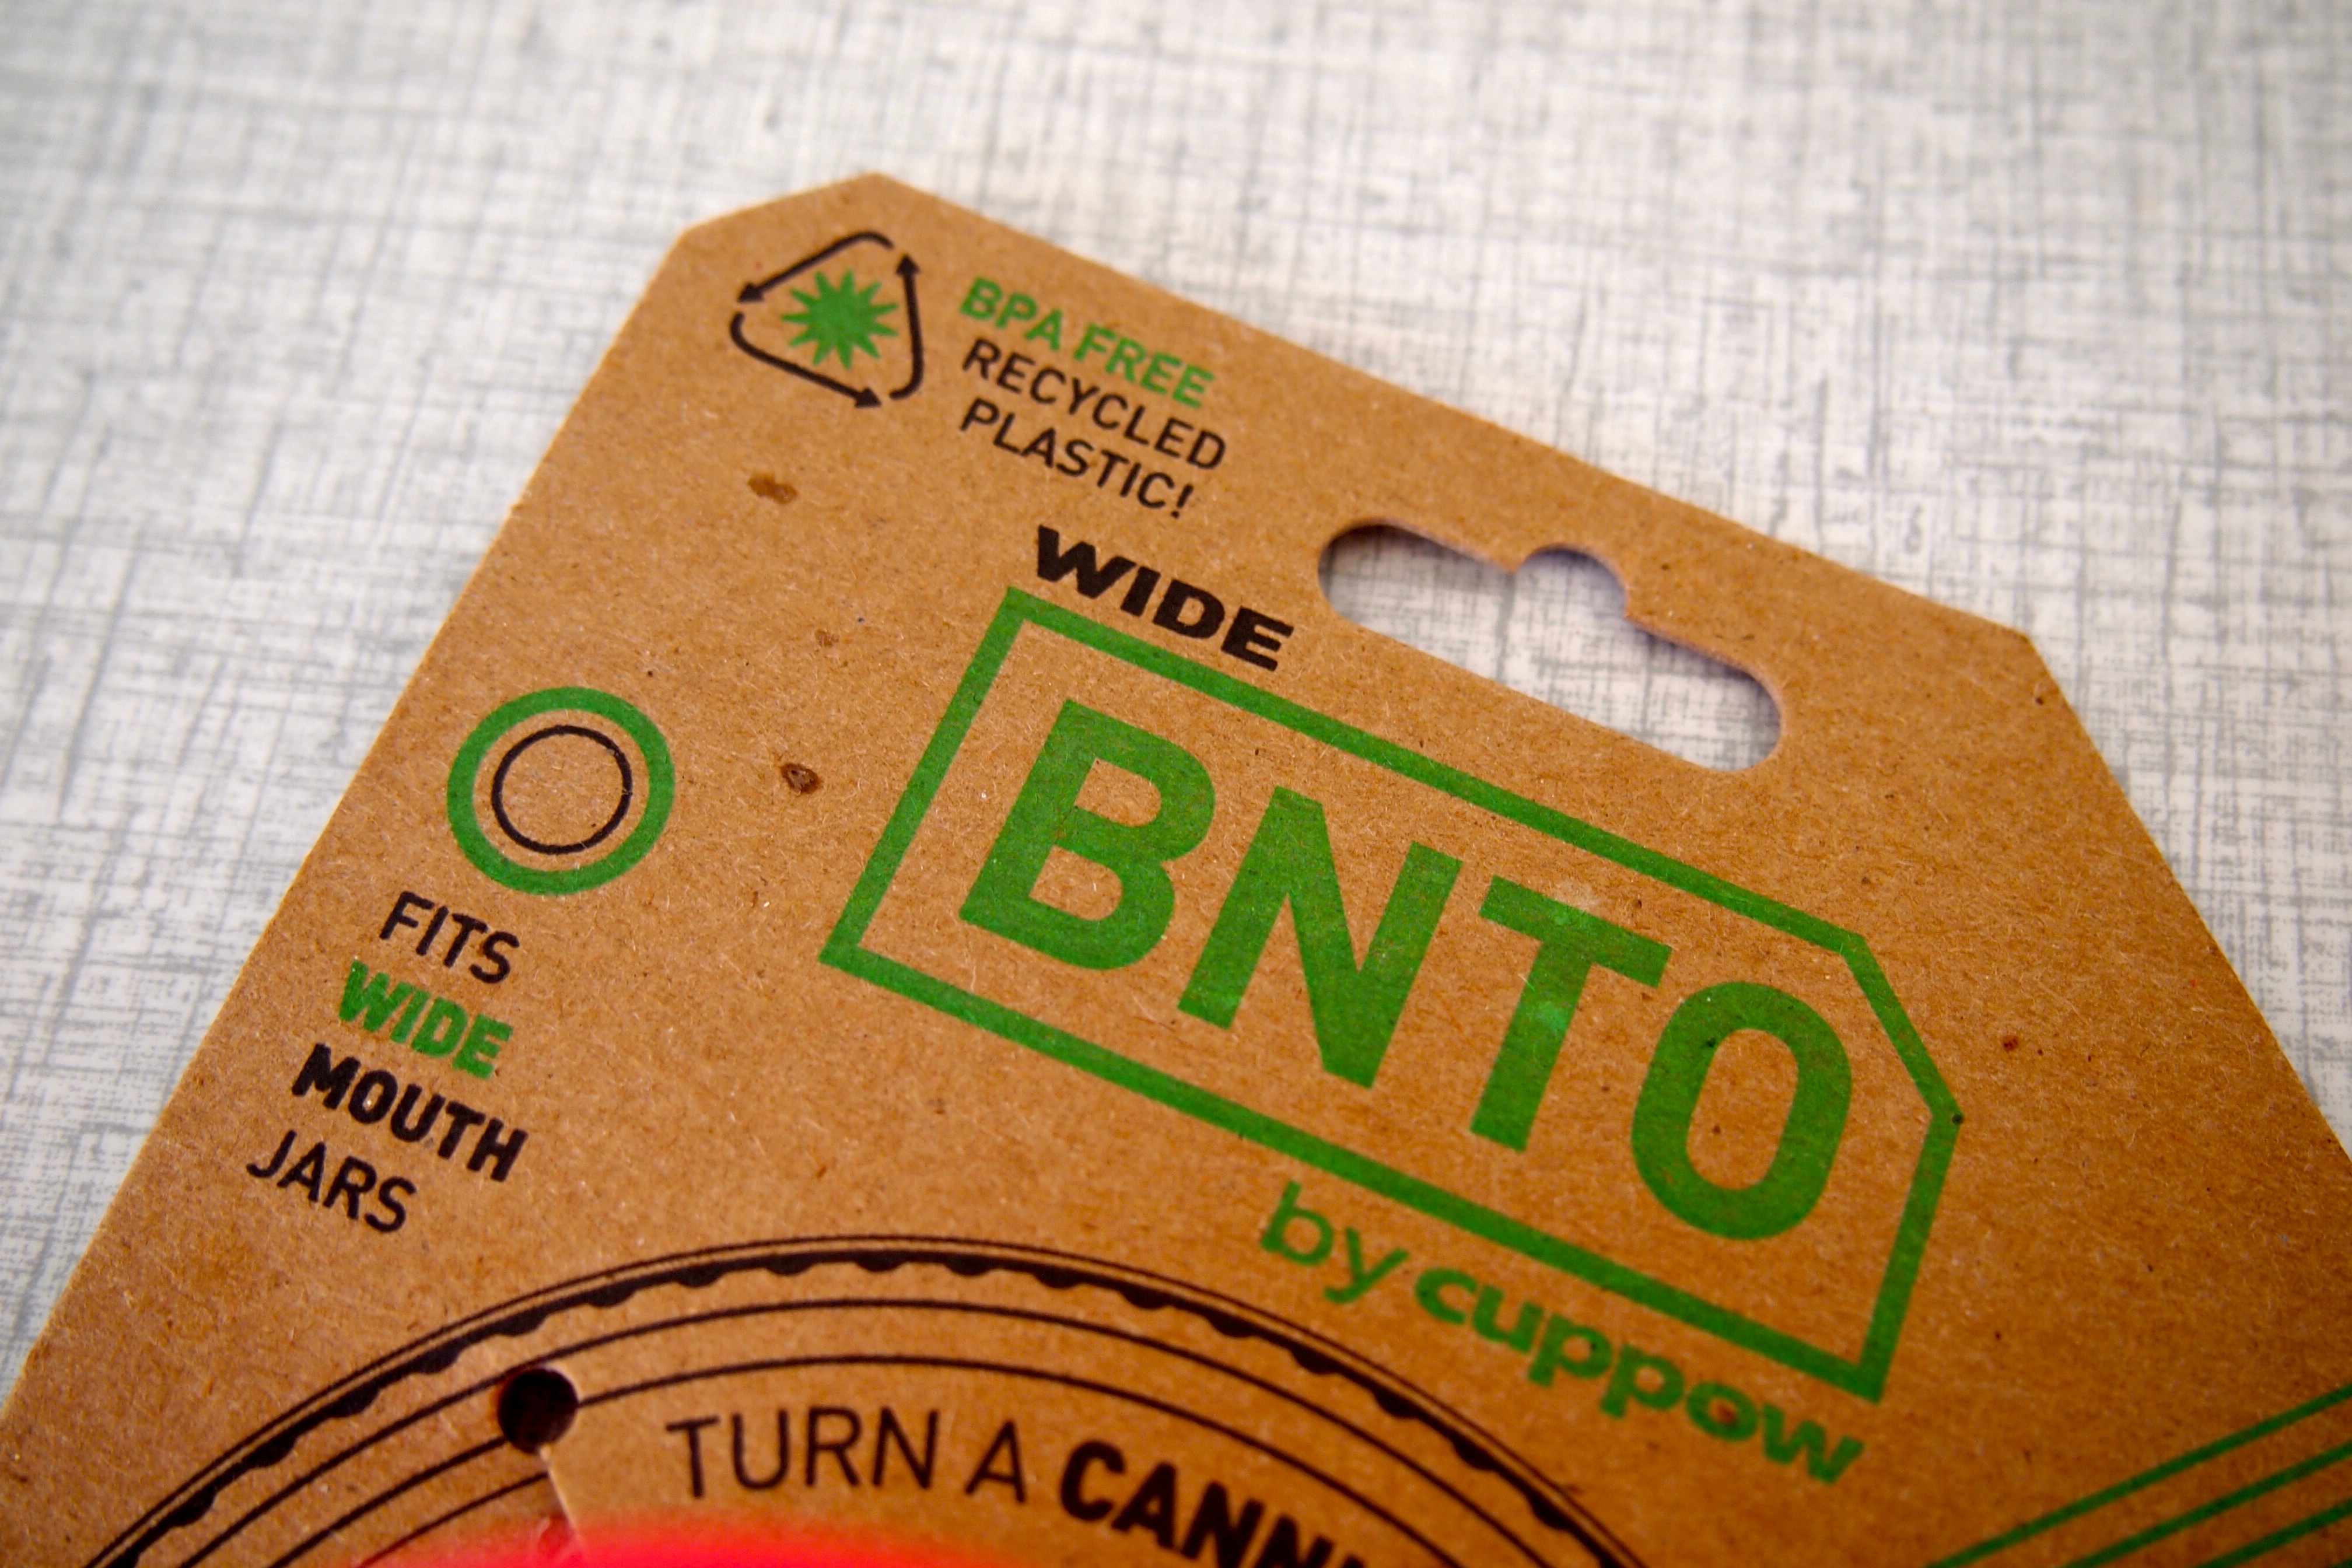 BPA FREE
RECYCLED
PLASTIC!
WIDE
BNTO
by cuppow
FITS
WIDE
MOUTH
JARS
TURN A